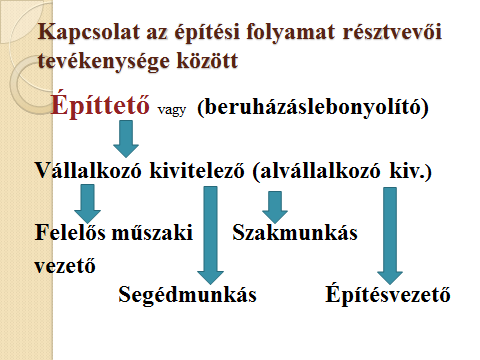 Kapcsolat az építési folyamat résztvevői
tevékenysége között
Építtető vagy (beruházáslebonyolító)
Vállalkozó kivitelező (alvállalkozó kiv.)
Felelős műszaki Szakmunkás
vezető
Segédmunkás Építésvezető